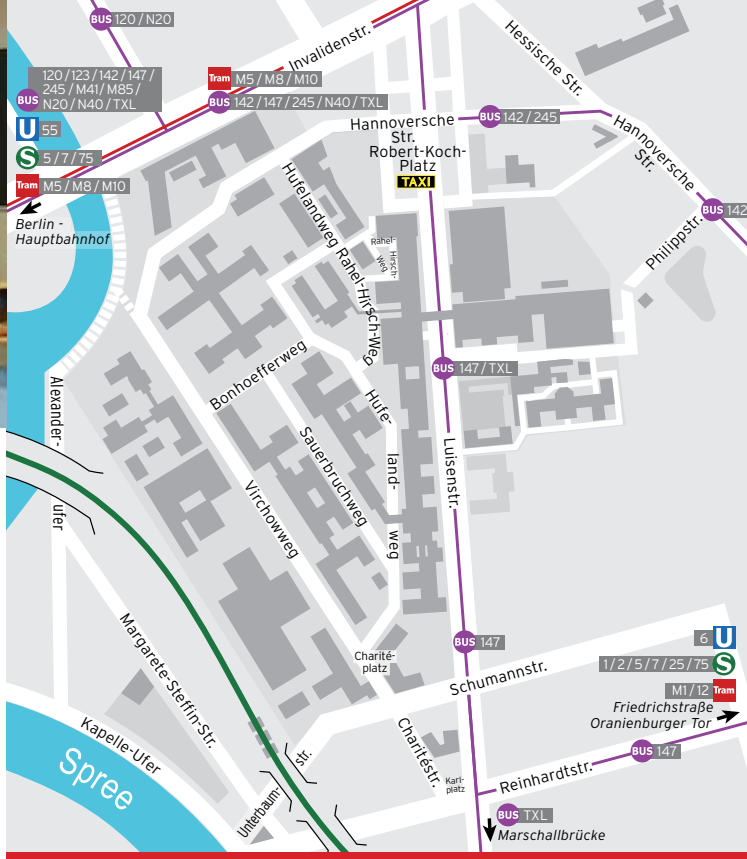 BUS 120 / N20
Invalidenstr.
Hessische Str.
120 / 123 / 142 / 147 /
245 / M41 / M85 /
BUS N20 / N40 / TXL
Tram M5 / M8 / M10
BUS 142 / 147 / 245 / N40 / TXL
U 55
S 5 / 7 / 75
Tram M5 / M8 / M10
Berlin -
Hauptbahnhof
Hannoversche
Str.
Robert-Koch-
Platz
TAXI
BUS 142 / 245
Hannoversche
Str.
BUS 142
Philippstr.
Hufelandweg
Rahel-
Hirsch-
Weg
Rahel-Hirsch-Weg
BUS 147 / TXL
Bonhoefferweg
Alexander-
ufer
Hufe-
land-
weg
Sauerbruchweg
Virchowweg
Luisenstr.
BUS 147
Charité-
platz
Schumannstr.
6 U
1 / 2 / 5 / 7 / 25 / 75 S
M1 / 12 Tram
Friedrichstraße
Oranienburger Tor
Margarete-Steffin-Str.
Kapelle-Ufer
Spree
Unterbaum-
str.
Charitéstr.
Karl-
platz
Reinhardtstr.
BUS 147
BUS TXL
Marschallbrücke